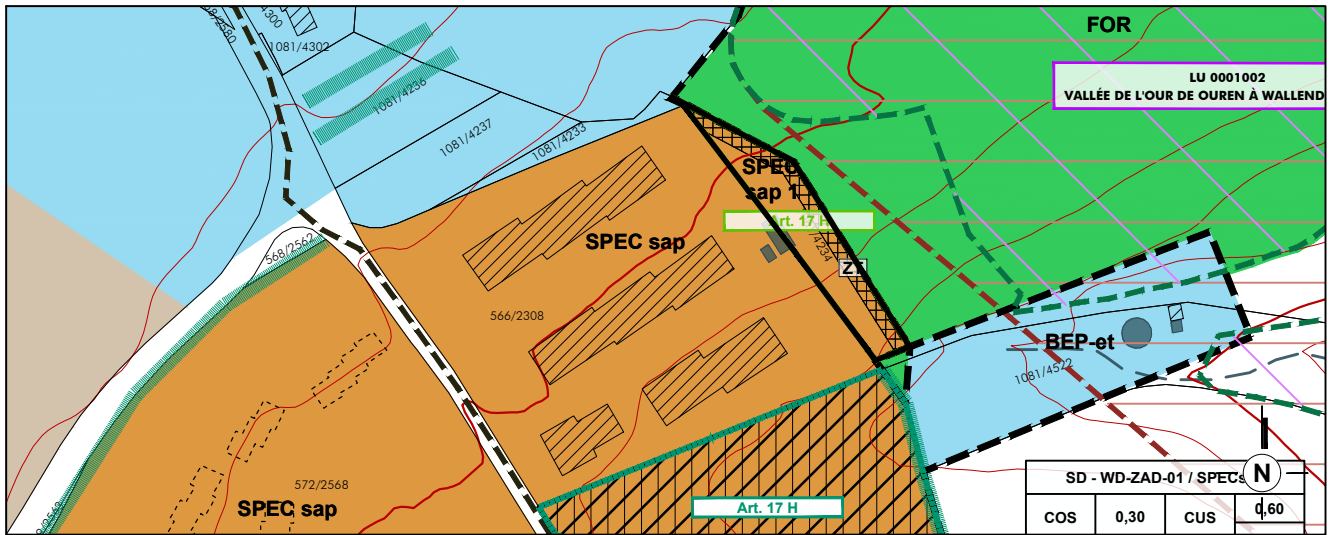 1081/4302
1081/4236
1081/4237
1081/4233
FOR
LU 0001002
VALLÉE DE L'OUR DE OUREN À WALLEND
SPEC
sap 1
Art. 17 H
SPEC sap
/4234
ZT
568/2562
566/2308
BEP-et
1081/4522
572/2568
SPEC sap
Art. 17 H
SD - WD-ZAD-01 / SPECs
N
COS 0,30 CUS 0,60